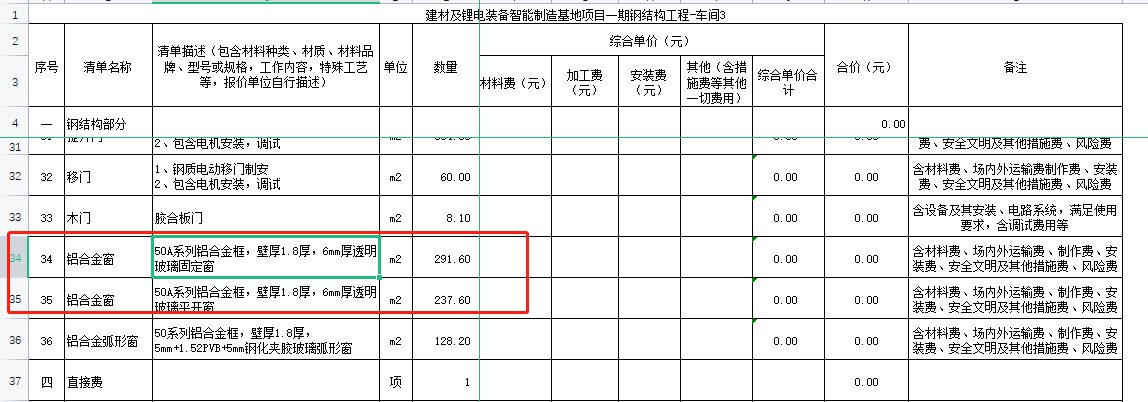 1 建材及锂电装备智能制造基地项目一期钢结构工程-车间3
2 综合单价（元）
清单描述（包含材料种类、材质、材料品
牌、型号或规格，工作内容，特殊工艺
等，报价单位自行描述）
序号 清单名称 单位 数量 合价（元） 备注
3 材料费（元） 加工费
（元） 安装费
（元） 其他（含措
施费等其他
一切费用） 综合单价合
计
4 一 钢结构部分 0.00
31 2、包含电机安装，调试 费、安全文明及其他措施费、风险费
32 32 移门 1、钢质电动移门制安
2、包含电机安装，调试 m2 60.00 0.00 0.00 含材料费、场内外运输费制作费、安装
费、安全文明及其他措施费、风险费
33 33 木门 胶合板门 m2 8.10 0.00 0.00 含设备及其安装、电路系统，满足使用
要求，含调试费用等
34 34 铝合金窗 50A系列铝合金框，壁厚1.8厚，6mm厚透明
玻璃固定窗 m2 291.60 0.00 0.00 含材料费、场内外运输费、制作费、安
装费、安全文明及其他措施费、风险费
35 35 铝合金窗 50A系列铝合金框，壁厚1.8厚，6mm厚透明
玻璃平开窗 m2 237.60 0.00 0.00 含材料费、场内外运输费、制作费、安
装费、安全文明及其他措施费、风险费
36 36 铝合金弧形窗 50系列铝合金框，壁厚1.8厚，
5mm+1.52PVB+5mm钢化夹胶玻璃弧形窗 m2 128.20 0.00 0.00 含材料费、场内外运输费、制作费、安
装费、安全文明及其他措施费、风险费
37 四 直接费 项 1 0.00